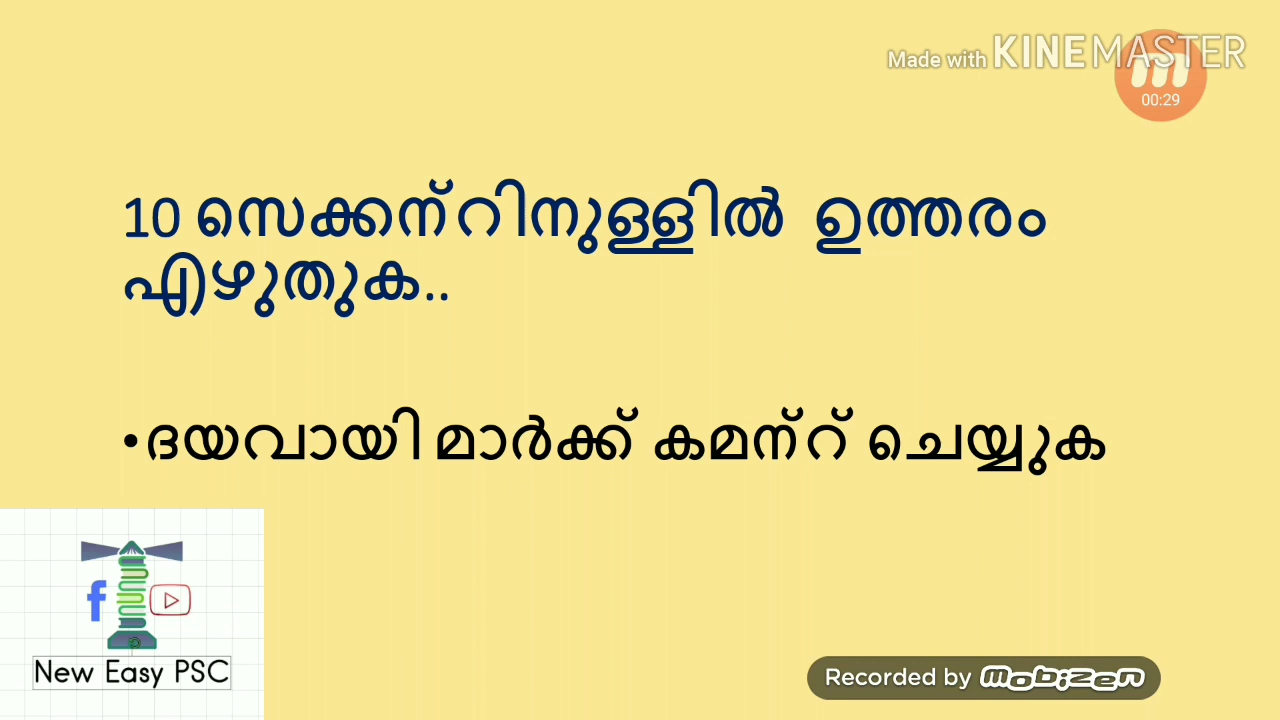 Made with KINEMASTER
00:29
10 സെക്കന്‍റിനുള്ളിൽ ഉത്തരം
എഴുതുക..
•ദയവായി മാർക്ക് കമന്‍റ് ചെയ്യുക
New Easy PSC
Recorded by mobizen